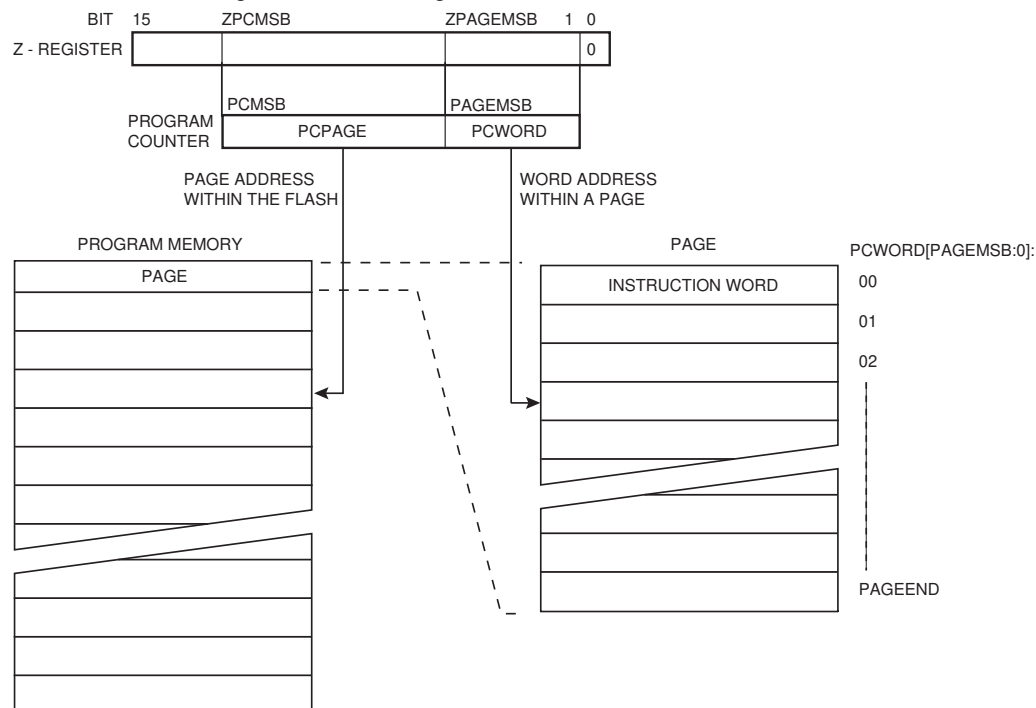 BIT 15 ZPCMSB ZPAGEMSB 1 0
Z - REGISTER 0
PCMSB PAGEMSB
PROGRAM
COUNTER
PCPAGE PCWORD
PAGE ADDRESS
WITHIN THE FLASH
WORD ADDRESS
WITHIN A PAGE
PROGRAM MEMORY
PAGE
PAGE
PCWORD[PAGEMSB:0]:
INSTRUCTION WORD
00
01
02
PAGEEND